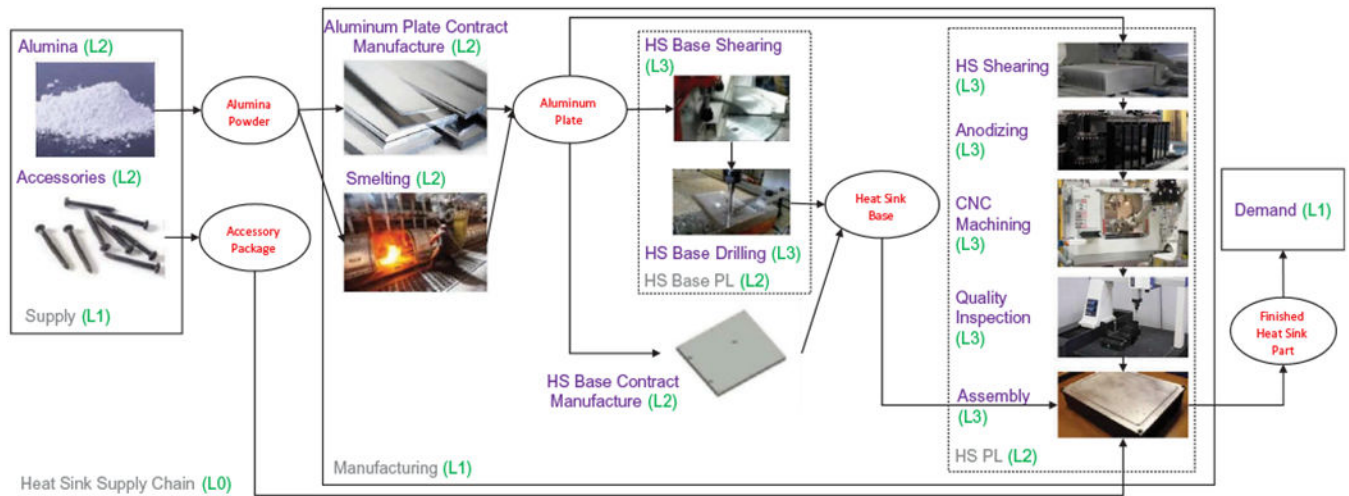 Alumina (L2)
Accessories (L2)
Supply (L1)
Alumina
Powder
Accessory
Package
Heat Sink Supply Chain (L0)
Aluminum Plate Contract
Manufacture (L2)
Smelting (L2)
Manufacturing (L1)
Aluminum
Plate
HS Base Shearing
(L3)
HS Base Drilling (L3)
HS Base PL (L2)
HS Base Contract
Manufacture (L2)
Heat Sink
Base
HS Shearing
(L3)
Anodizing
(L3)
CNC
Machining
(L3)
Quality
Inspection
(L3)
Assembly
(L3)
HS PL (L2)
Demand (L1)
Finished
Heat Sink
Part